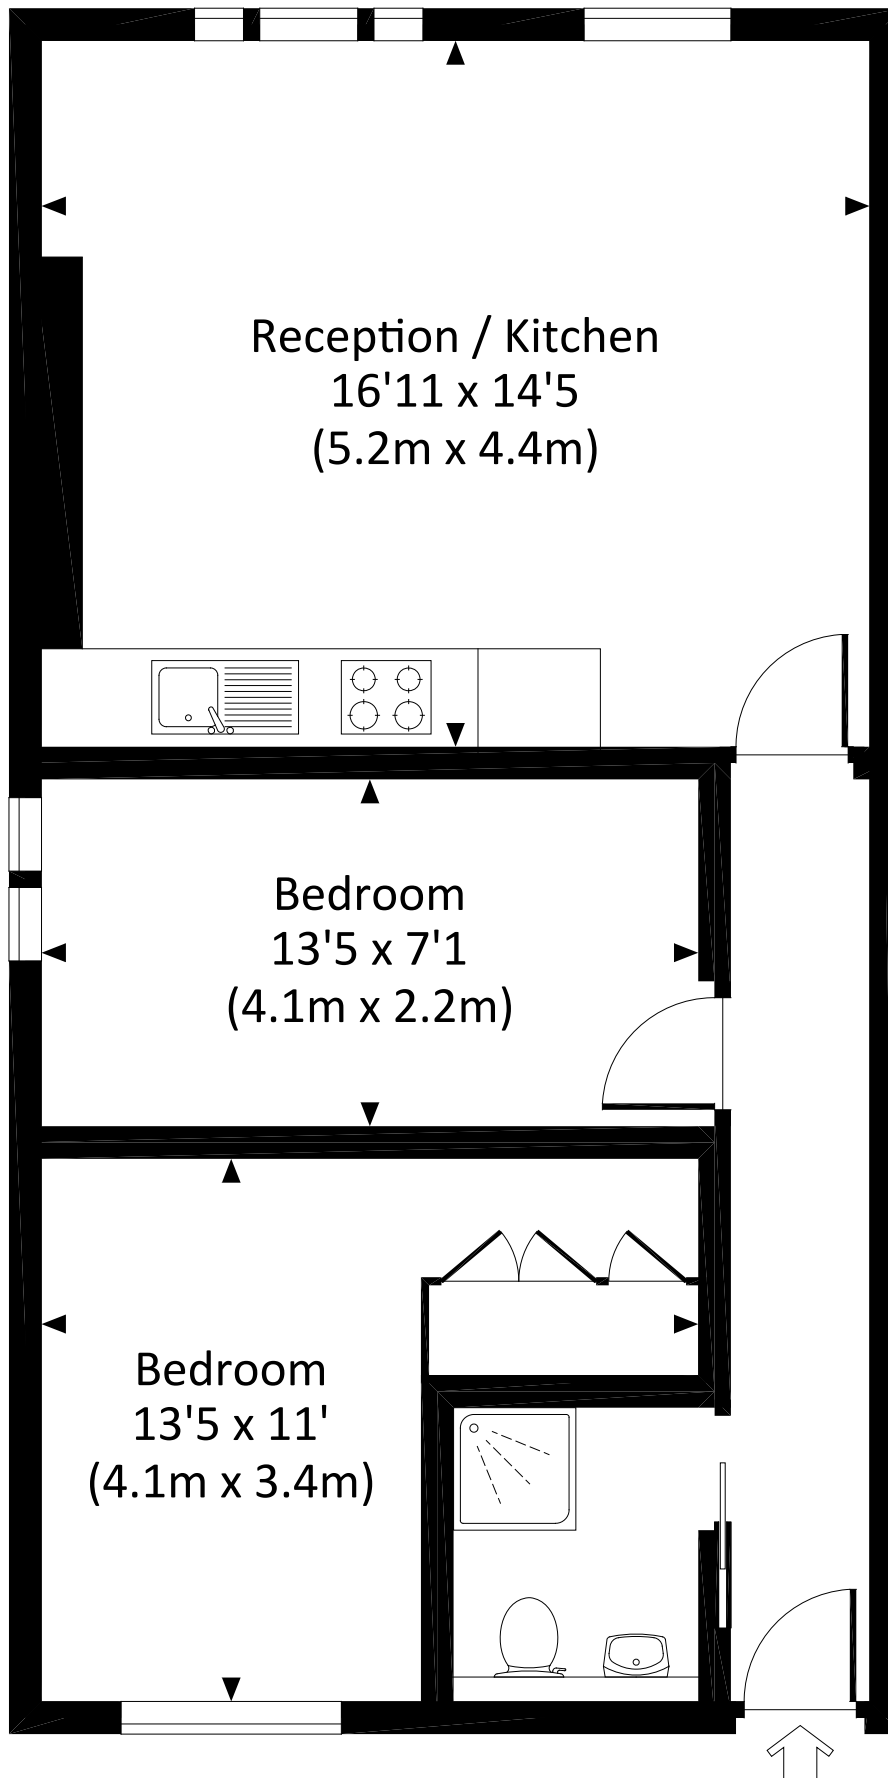 Reception / Kitchen
16'11 x 14'5
(5.2m x 4.4m)
Bedroom
13'5 x 7'1
(4.1m x 2.2m)
Bedroom
13'5 x 11'
(4.1m x 3.4m)